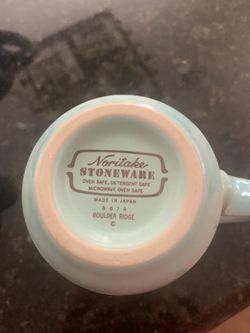 Noritake
STONEWARE
OVEN SAFE, DETERGENT SAFE
MICROWAVE OVEN SAFE
MADE IN JAPAN
8674
BOULDER RIDGE
©